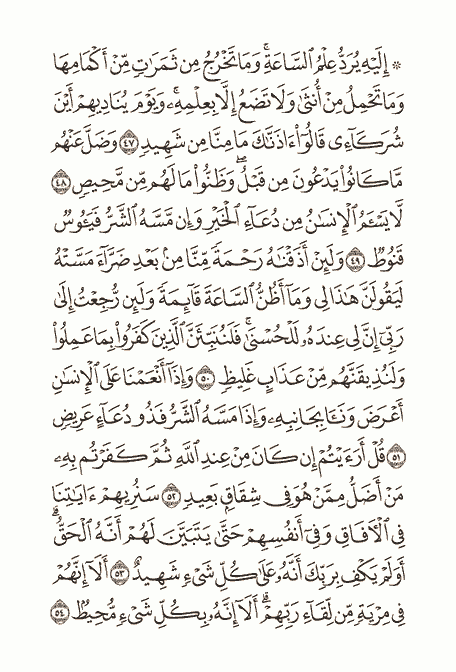 ۞ إِلَيْهِ يُرَدُّ عِلْمُ ٱلسَّاعَةِۚ وَمَا تَخْرُجُ مِن ثَمَرَٰتٍ مِّنْ أَكْمَامِهَا
وَمَا تَحْمِلُ مِنْ أُنثَىٰ وَلَا تَضَعُ إِلَّا بِعِلْمِهِۦۚ وَيَوْمَ يُنَادِيهِمْ أَيْنَ
شُرَكَآءِى قَالُوٓا۟ ءَاذَنَّٰكَ مَا مِنَّا مِن شَهِيدٍ ٤٧ وَضَلَّ عَنْهُم
مَّا كَانُوا۟ يَدْعُونَ مِن قَبْلُۖ وَظَنُّوا۟ مَا لَهُم مِّن مَّحِيصٍ ٤٨
لَّا يَسْـَٔمُ ٱلْإِنسَٰنُ مِن دُعَآءِ ٱلْخَيْرِ وَإِن مَّسَّهُ ٱلشَّرُّ فَيَـُٔوسٌ
قَنُوطٌ ٤٩ وَلَئِنْ أَذَقْنَٰهُ رَحْمَةً مِّنَّا مِنۢ بَعْدِ ضَرَّآءَ مَسَّتْهُ
لَيَقُولَنَّ هَٰذَا لِى وَمَآ أَظُنُّ ٱلسَّاعَةَ قَآئِمَةً وَلَئِن رُّجِعْتُ إِلَىٰ
رَبِّىٓ إِنَّ لِى عِندَهُۥ لَلْحُسْنَىٰۚ فَلَنُنَبِّئَنَّ ٱلَّذِينَ كَفَرُوا۟ بِمَا عَمِلُوا۟
وَلَنُذِيقَنَّهُم مِّنْ عَذَابٍ غَلِيظٍ ٥٠ وَإِذَآ أَنْعَمْنَا عَلَى ٱلْإِنسَٰنِ
أَعْرَضَ وَنَـَٔا بِجَانِبِهِۦ وَإِذَا مَسَّهُ ٱلشَّرُّ فَذُو دُعَآءٍ عَرِيضٍ
٥١ قُلْ أَرَءَيْتُمْ إِن كَانَ مِنْ عِندِ ٱللَّهِ ثُمَّ كَفَرْتُم بِهِۦ
مَنْ أَضَلُّ مِمَّنْ هُوَ فِى شِقَاقٍۭ بَعِيدٍ ٥٢ سَنُرِيهِمْ ءَايَٰتِنَا
فِى ٱلْـَٔافَاقِ وَفِىٓ أَنفُسِهِمْ حَتَّىٰ يَتَبَيَّنَ لَهُمْ أَنَّهُ ٱلْحَقُّۗ
أَوَلَمْ يَكْفِ بِرَبِّكَ أَنَّهُۥ عَلَىٰ كُلِّ شَىْءٍ شَهِيدٌ ٥٣ أَلَآ إِنَّهُمْ
فِى مِرْيَةٍ مِّن لِّقَآءِ رَبِّهِمْۗ أَلَآ إِنَّهُۥ بِكُلِّ شَىْءٍ مُّحِيطٌۢ ٥٤